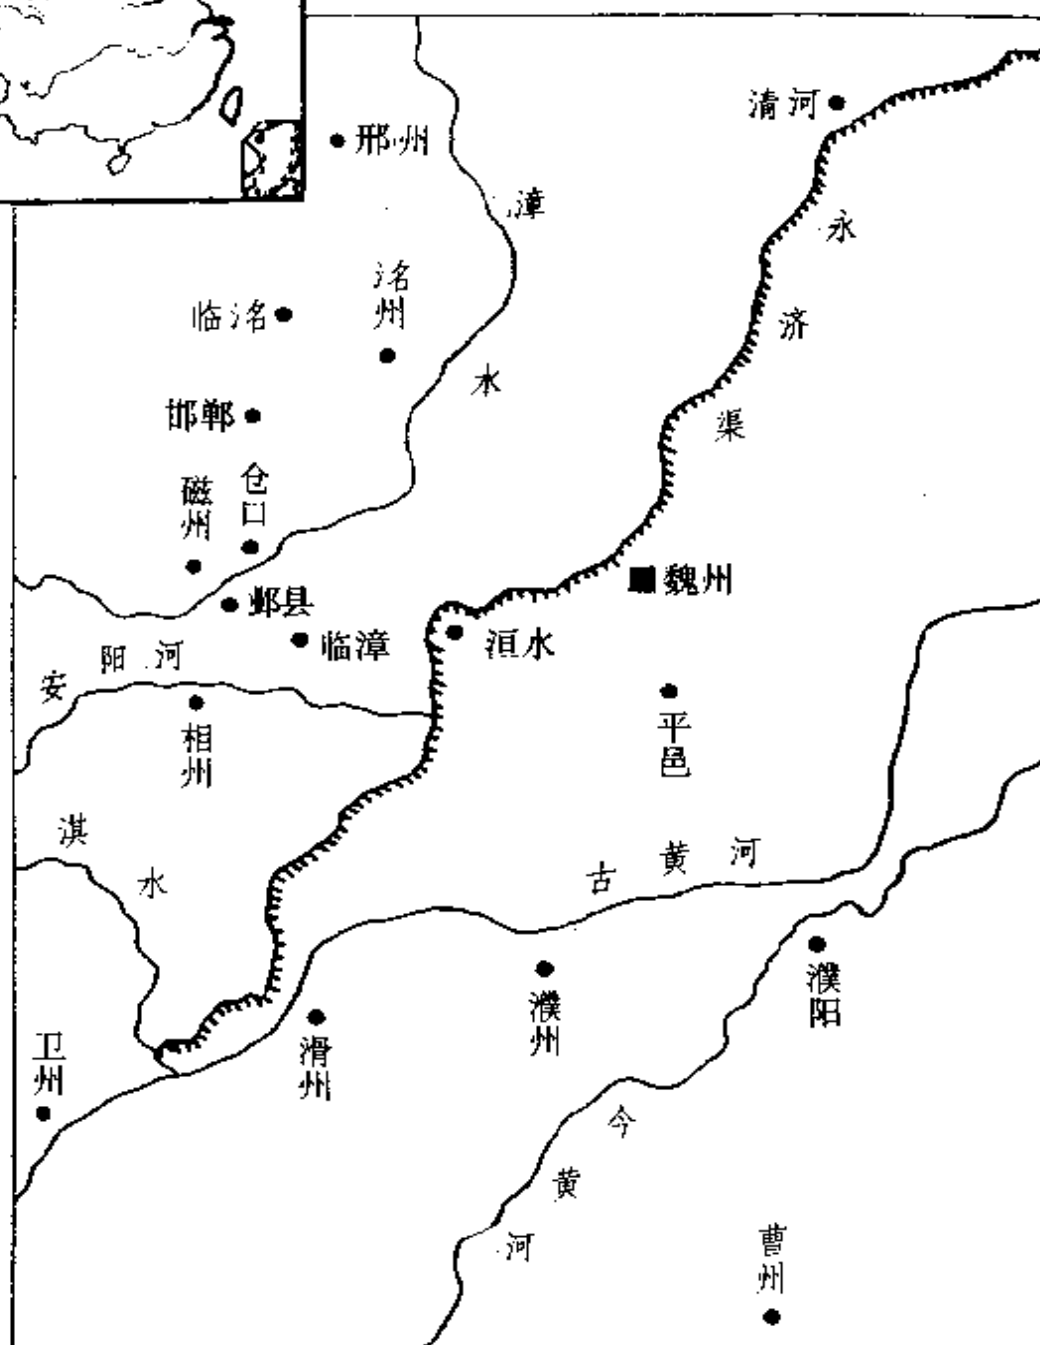 清河
邢州
漳
水
永
济
渠
洺州
临洺
邯郸
仓口
磁州
魏州
邺县
洹水
临漳
安
阳
河
平邑
相州
淇
水
古
黄
河
濮阳
濮州
卫州
滑州
今
黄
河
曹州